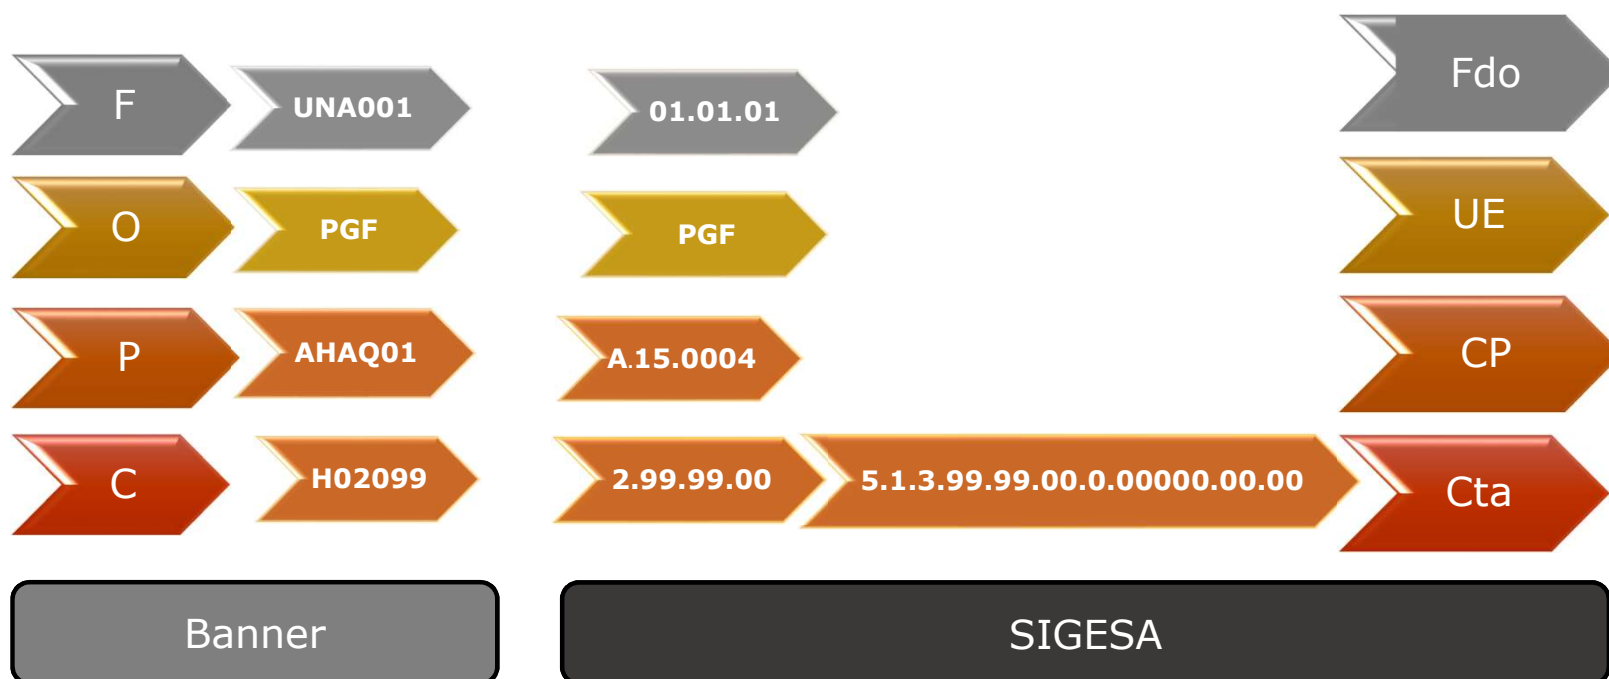 F
UNA001
01.01.01
Fdo
O
PGF
PGF
UE
P
AHAQ01
A.15.0004
CP
C
H02099
2.99.99.00
5.1.3.99.99.00.0.00000.00.00
Cta
Banner
SIGESA